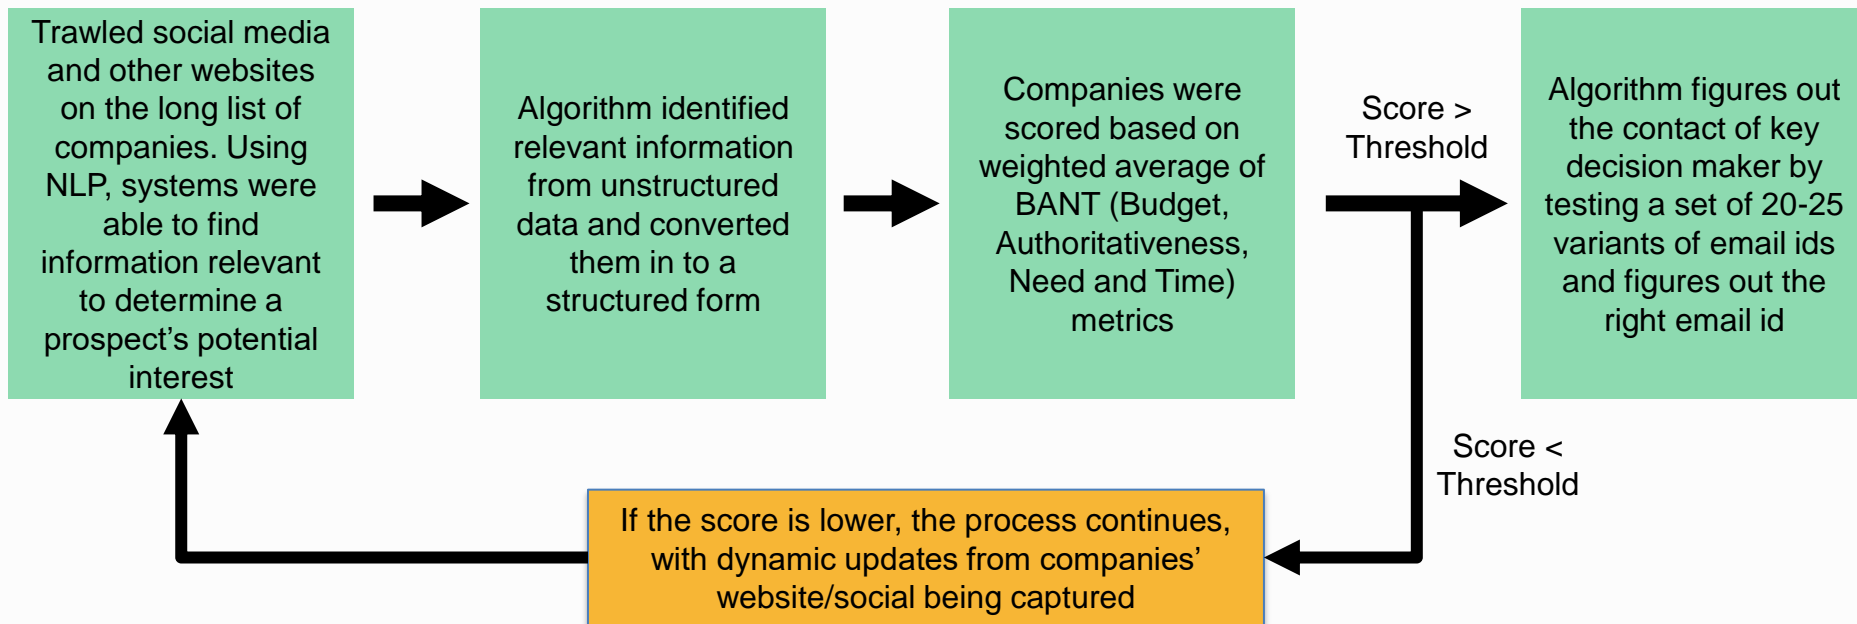 Trawled social media
and other websites
on the long list of
companies. Using
NLP, systems were
able to find
information relevant
to determine a
prospect’s potential
interest
Algorithm identified
relevant information
from unstructured
data and converted
them in to a
structured form
Companies were
scored based on
weighted average of
BANT (Budget,
Authoritativeness,
Need and Time)
metrics
Score >
Threshold
Algorithm figures out
the contact of key
decision maker by
testing a set of 20-25
variants of email ids
and figures out the
right email id
Score <
Threshold
If the score is lower, the process continues,
with dynamic updates from companies’
website/social being captured